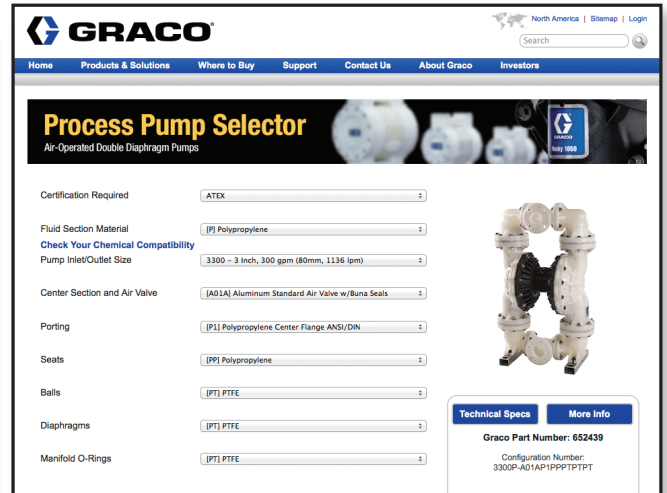 North America | Sitemap | Login
GRACO
Search
Home Products & Solutions Where to Buy Support Contact Us About Graco Investors
Process Pump Selector
Air-Operated Double Diaphragm Pumps
Husky 1050
Certification Required ATEX
Fluid Section Material [P] Polypropylene
Check Your Chemical Compatibility
Pump Inlet/Outlet Size 3300 – 3 Inch, 300 gpm (80mm, 1136 lpm)
Center Section and Air Valve [A01A] Aluminum Standard Air Valve w/Buna Seals
Porting [P1] Polypropylene Center Flange ANSI/DIN
Seats [PP] Polypropylene
Balls [PT] PTFE
Diaphragms [PT] PTFE
Manifold O-Rings [PT] PTFE
Technical Specs More Info
Graco Part Number: 652439
Configuration Number:
3300P-A01AP1PPPTPTPT